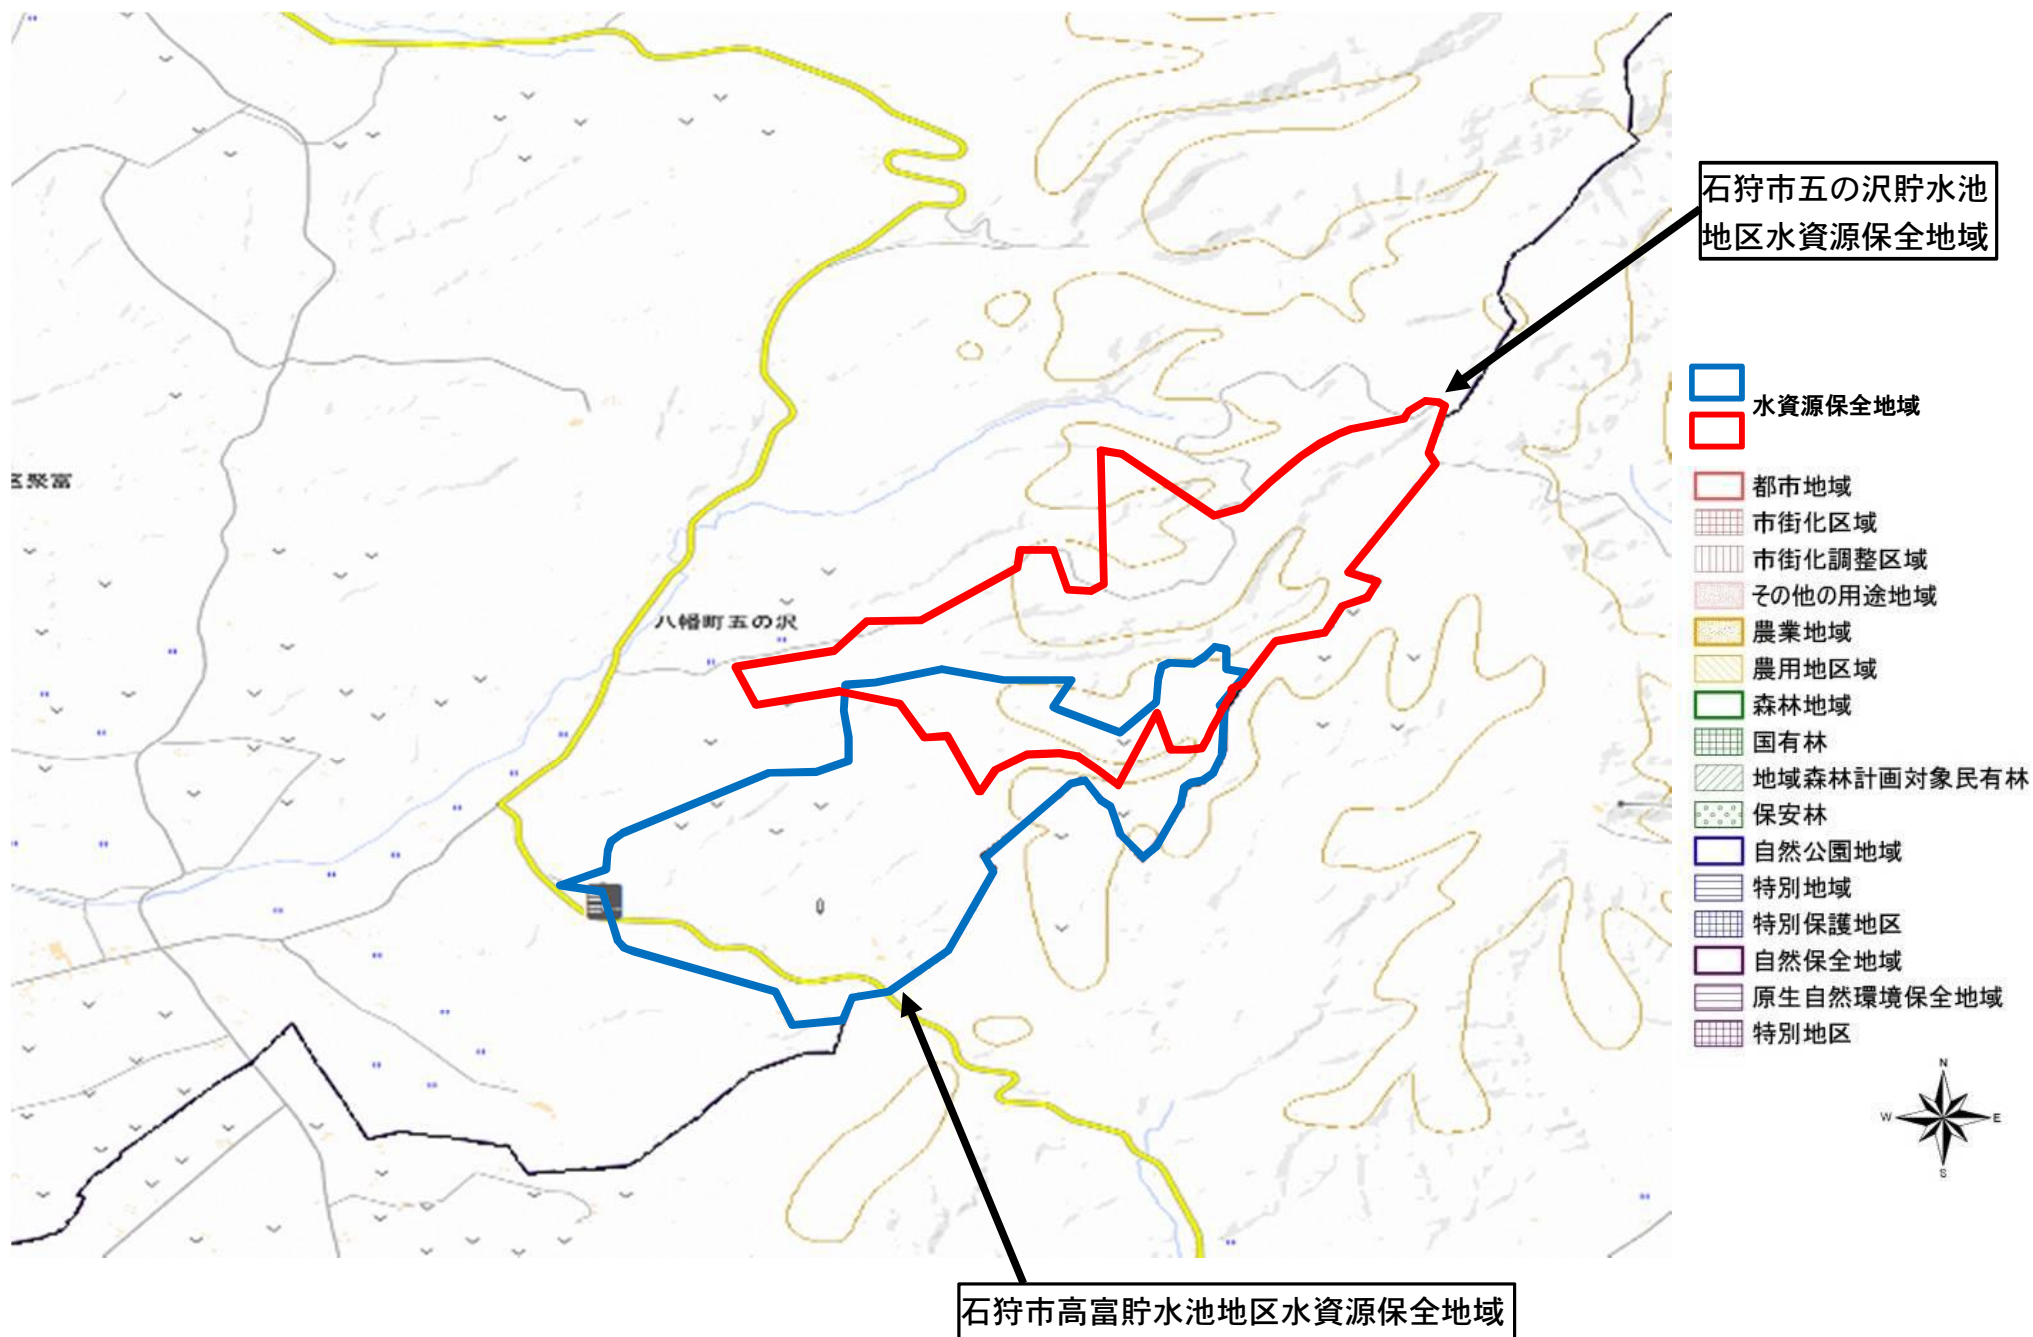 石狩市五の沢貯水池
地区水資源保全地域
水資源保全地域
都市地域
市街化区域
市街化調整区域
その他の用途地域
農業地域
農用地区域
森林地域
国有林
地域森林計画対象民有林
保安林
自然公園地域
特別地域
特別保護地区
自然保全地域
原生自然環境保全地域
特別地区
区聚富
八幡町五の沢
N
W
E
S
石狩市高富貯水池地区水資源保全地域